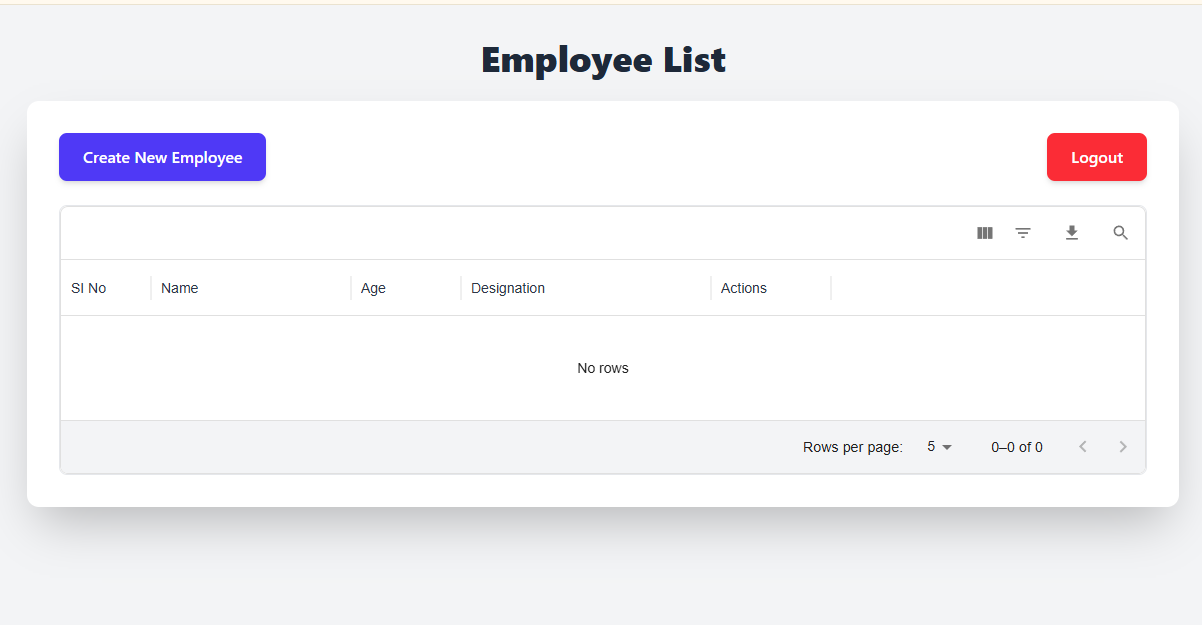 Employee List
Create New Employee Logout
SI No Name Age Designation Actions
No rows
Rows per page: 5 0–0 of 0